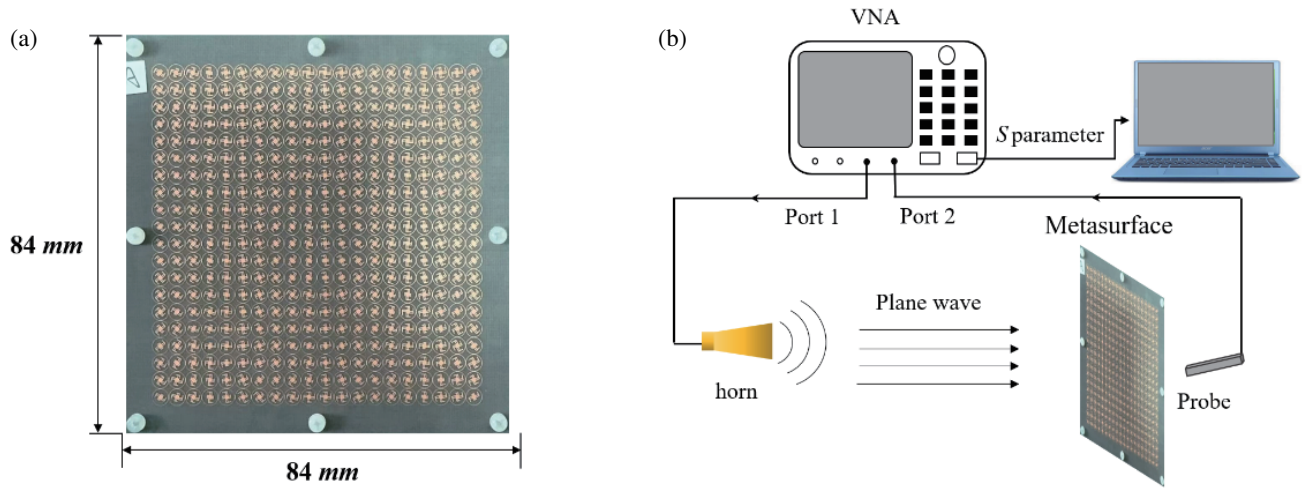 (a)
84 mm
84 mm
(b)
VNA
S parameter
Port 1
Port 2
Metasurface
Plane wave
horn
Probe